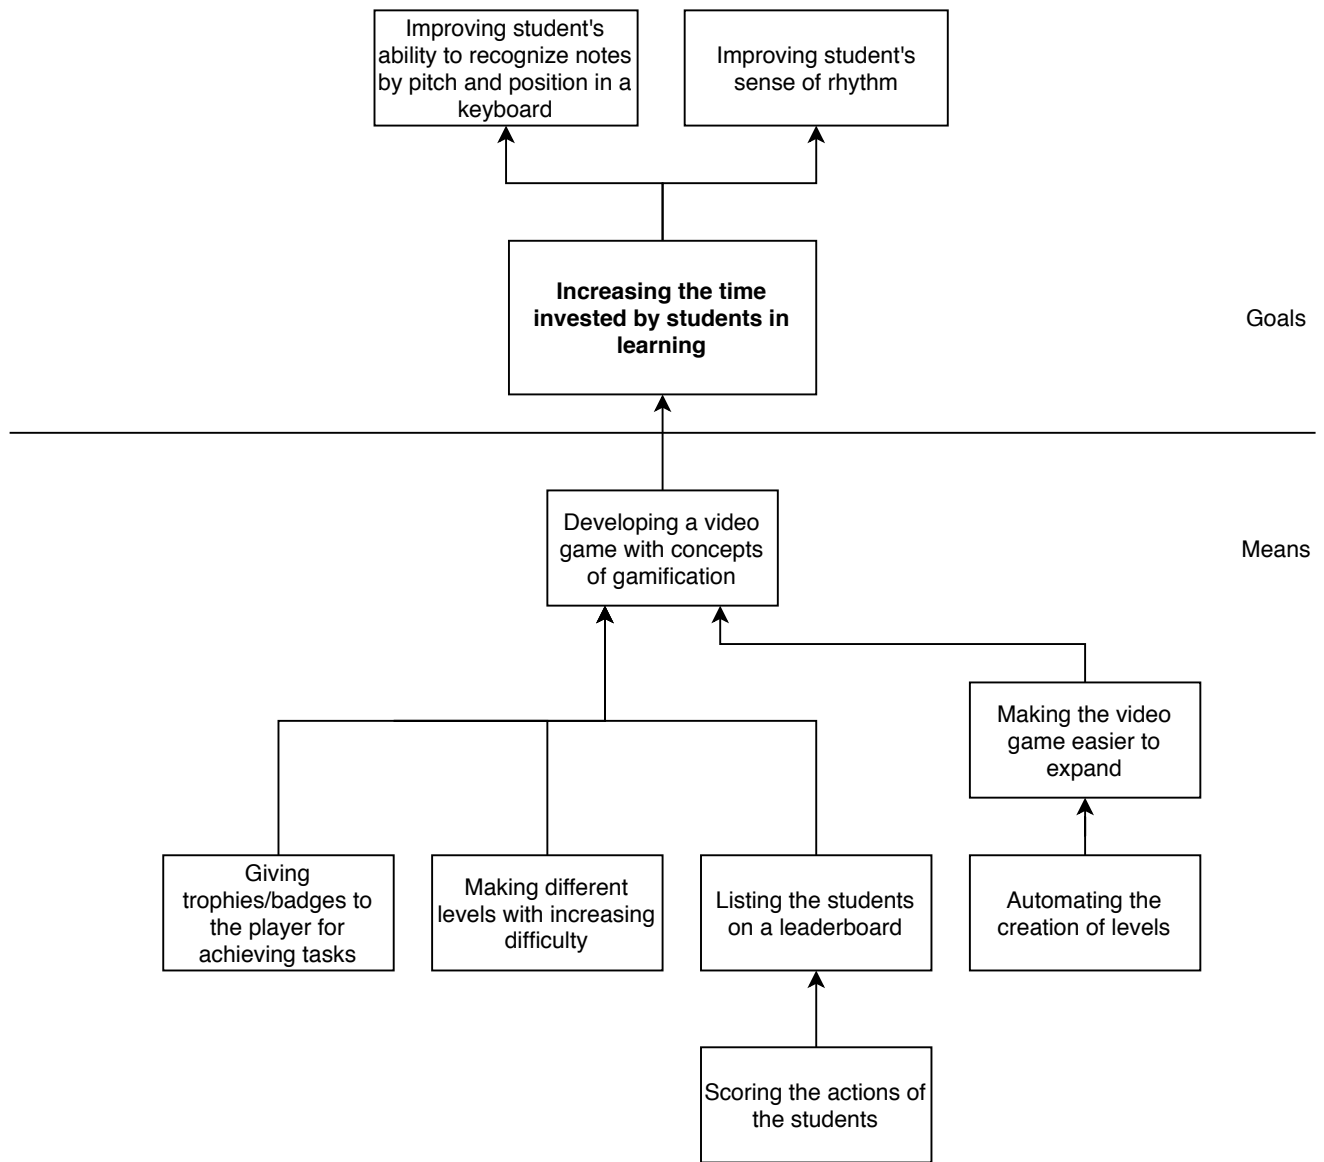 Improving student's
ability to recognize notes
by pitch and position in a
keyboard
Improving student's
sense of rhythm
Increasing the time
invested by students in
learning
Goals
Developing a video
game with concepts
of gamification
Means
Making the video
game easier to
expand
Giving
trophies/badges to
the player for
achieving tasks
Making different
levels with increasing
difficulty
Listing the students
on a leaderboard
Automating the
creation of levels
Scoring the actions of
the students